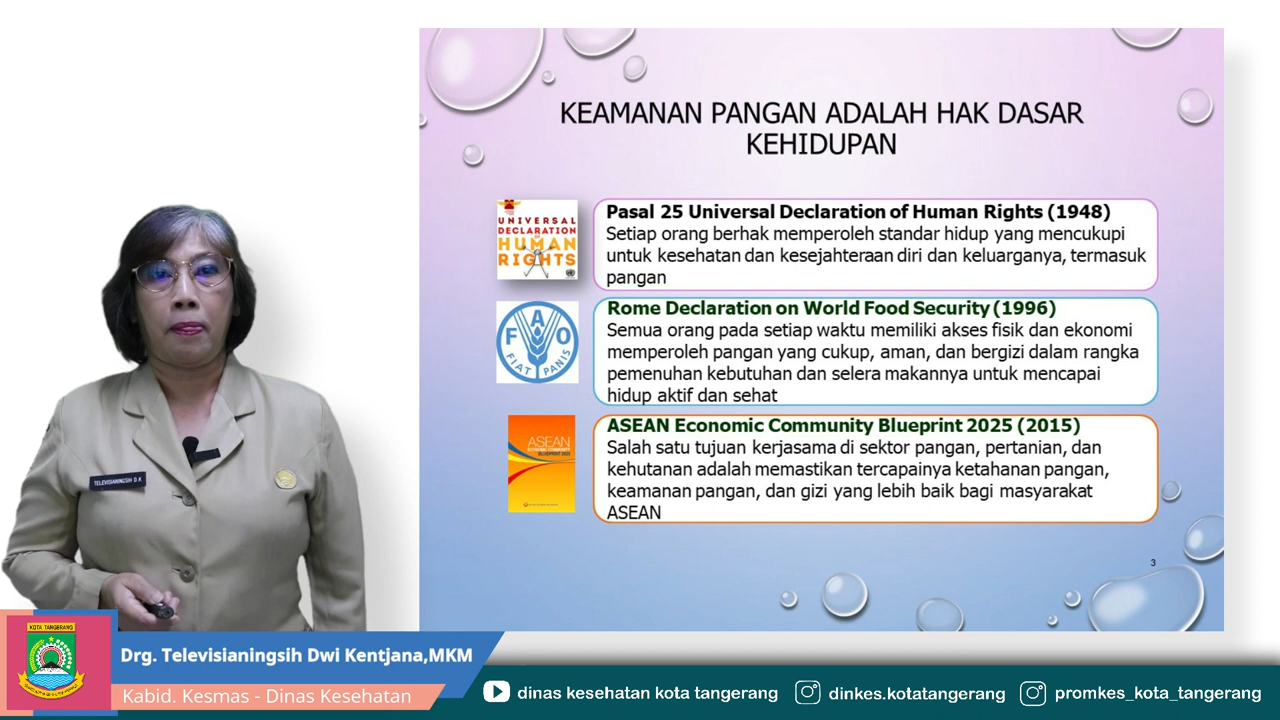 KEAMANAN PANGAN ADALAH HAK DASAR
KEHIDUPAN
UNIVERSAL
DECLARATION
HUMAN
RIGHTS
Pasal 25 Universal Declaration of Human Rights (1948)
Setiap orang berhak memperoleh standar hidup yang mencukupi
untuk kesehatan dan kesejahteraan diri dan keluarganya, termasuk
pangan
F A O
FIAT PANIS
Rome Declaration on World Food Security (1996)
Semua orang pada setiap waktu memiliki akses fisik dan ekonomi
memperoleh pangan yang cukup, aman, dan bergizi dalam rangka
pemenuhan kebutuhan dan selera makannya untuk mencapai
hidup aktif dan sehat
ASEAN
ECONOMIC COMMUNITY
BLUEPRINT 2025
ASEAN Economic Community Blueprint 2025 (2015)
Salah satu tujuan kerjasama di sektor pangan, pertanian, dan
kehutanan adalah memastikan tercapainya ketahanan pangan,
keamanan pangan, dan gizi yang lebih baik bagi masyarakat
ASEAN
3
TELEVISIANINGSIH D K
KOTA TANGERANG
Drg. Televisianingsih Dwi Kentjana,MKM
Kabid. Kesmas - Dinas Kesehatan
dinas kesehatan kota tangerang
dinkes.kotatangerang
promkes_kota_tangerang